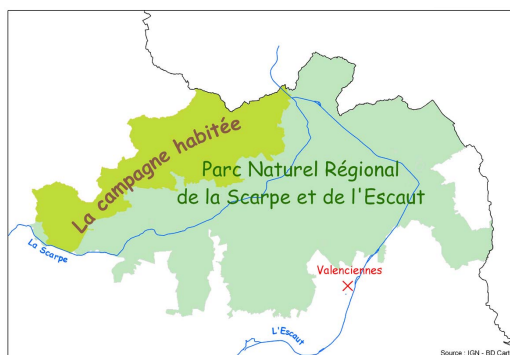 La campagne habitée
Parc Naturel Régional
de la Scarpe et de l'Escaut
La Scarpe
Valenciennes
L'Escaut
Source : IGN - BD Cart